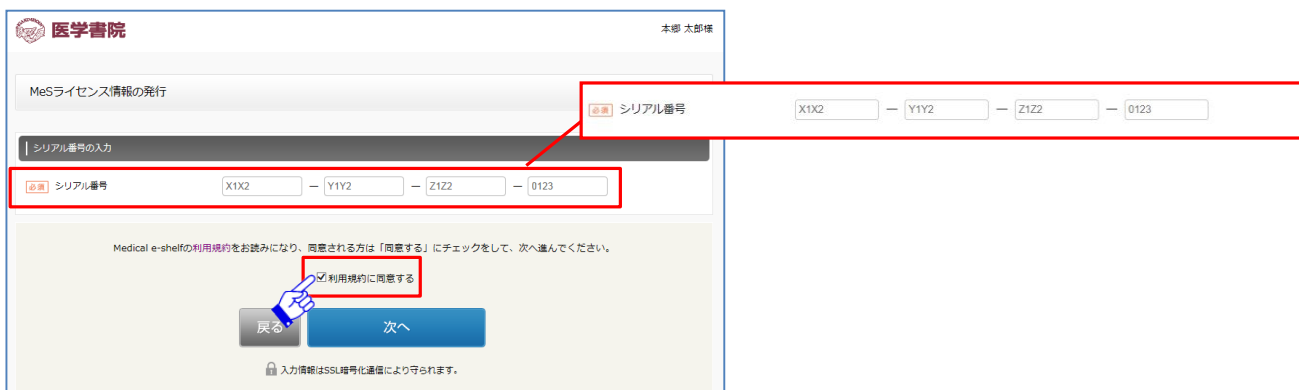 医学書院
本郷 太郎様
MeSライセンス情報の発行
必須 シリアル番号 X1X2 — Y1Y2 — Z1Z2 — 0123
シリアル番号の入力
必須 シリアル番号 X1X2 — Y1Y2 — Z1Z2 — 0123
Medical e-shelfの利用規約をお読みになり、同意される方は「同意する」にチェックをして、次へ進んでください。
利用規約に同意する
戻る 次へ
入力情報はSSL暗号化通信により守られます。